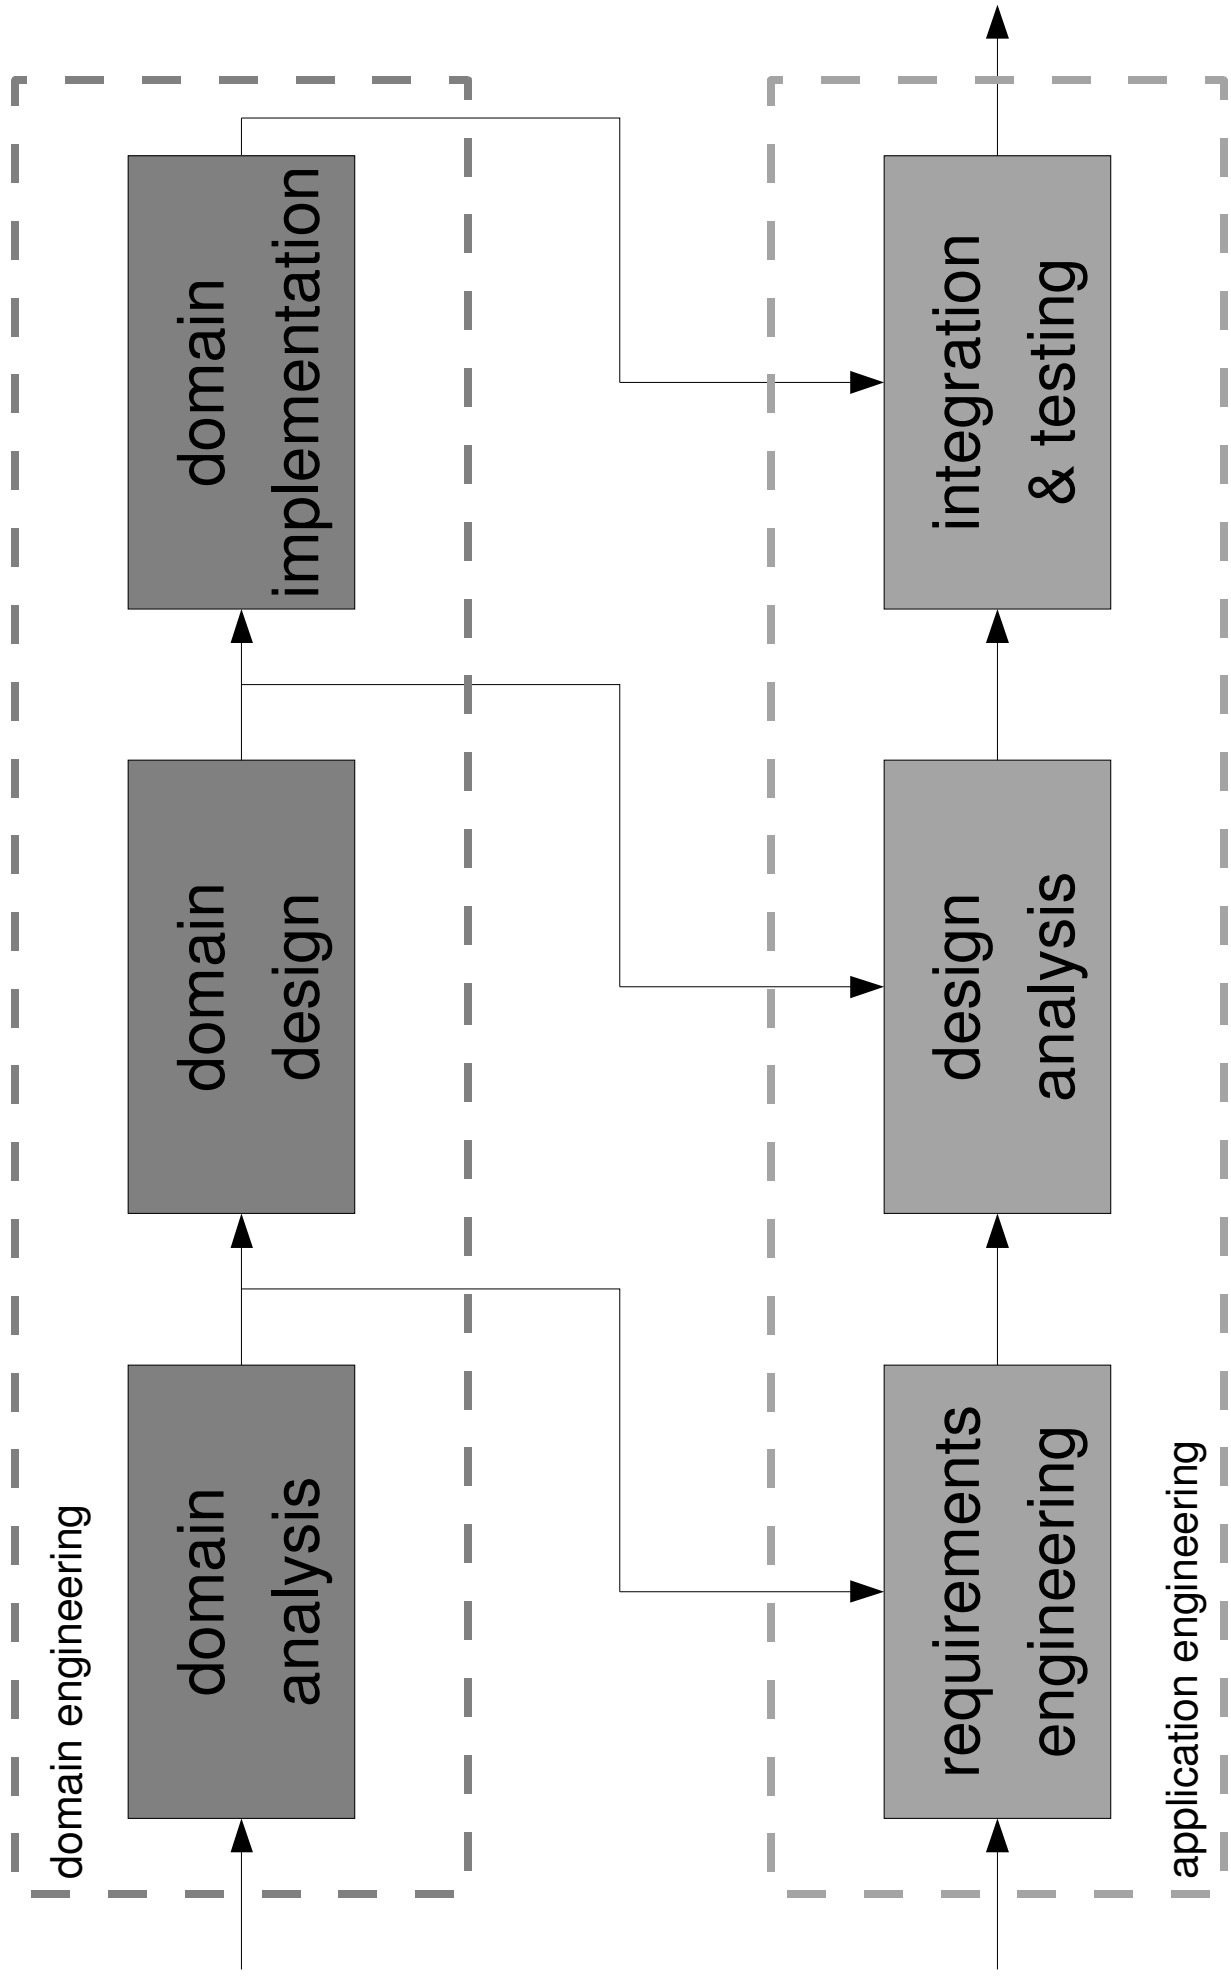 domain engineering
domain
analysis
domain
design
domain
implementation
requirements
engineering
design
analysis
integration
& testing
application engineering